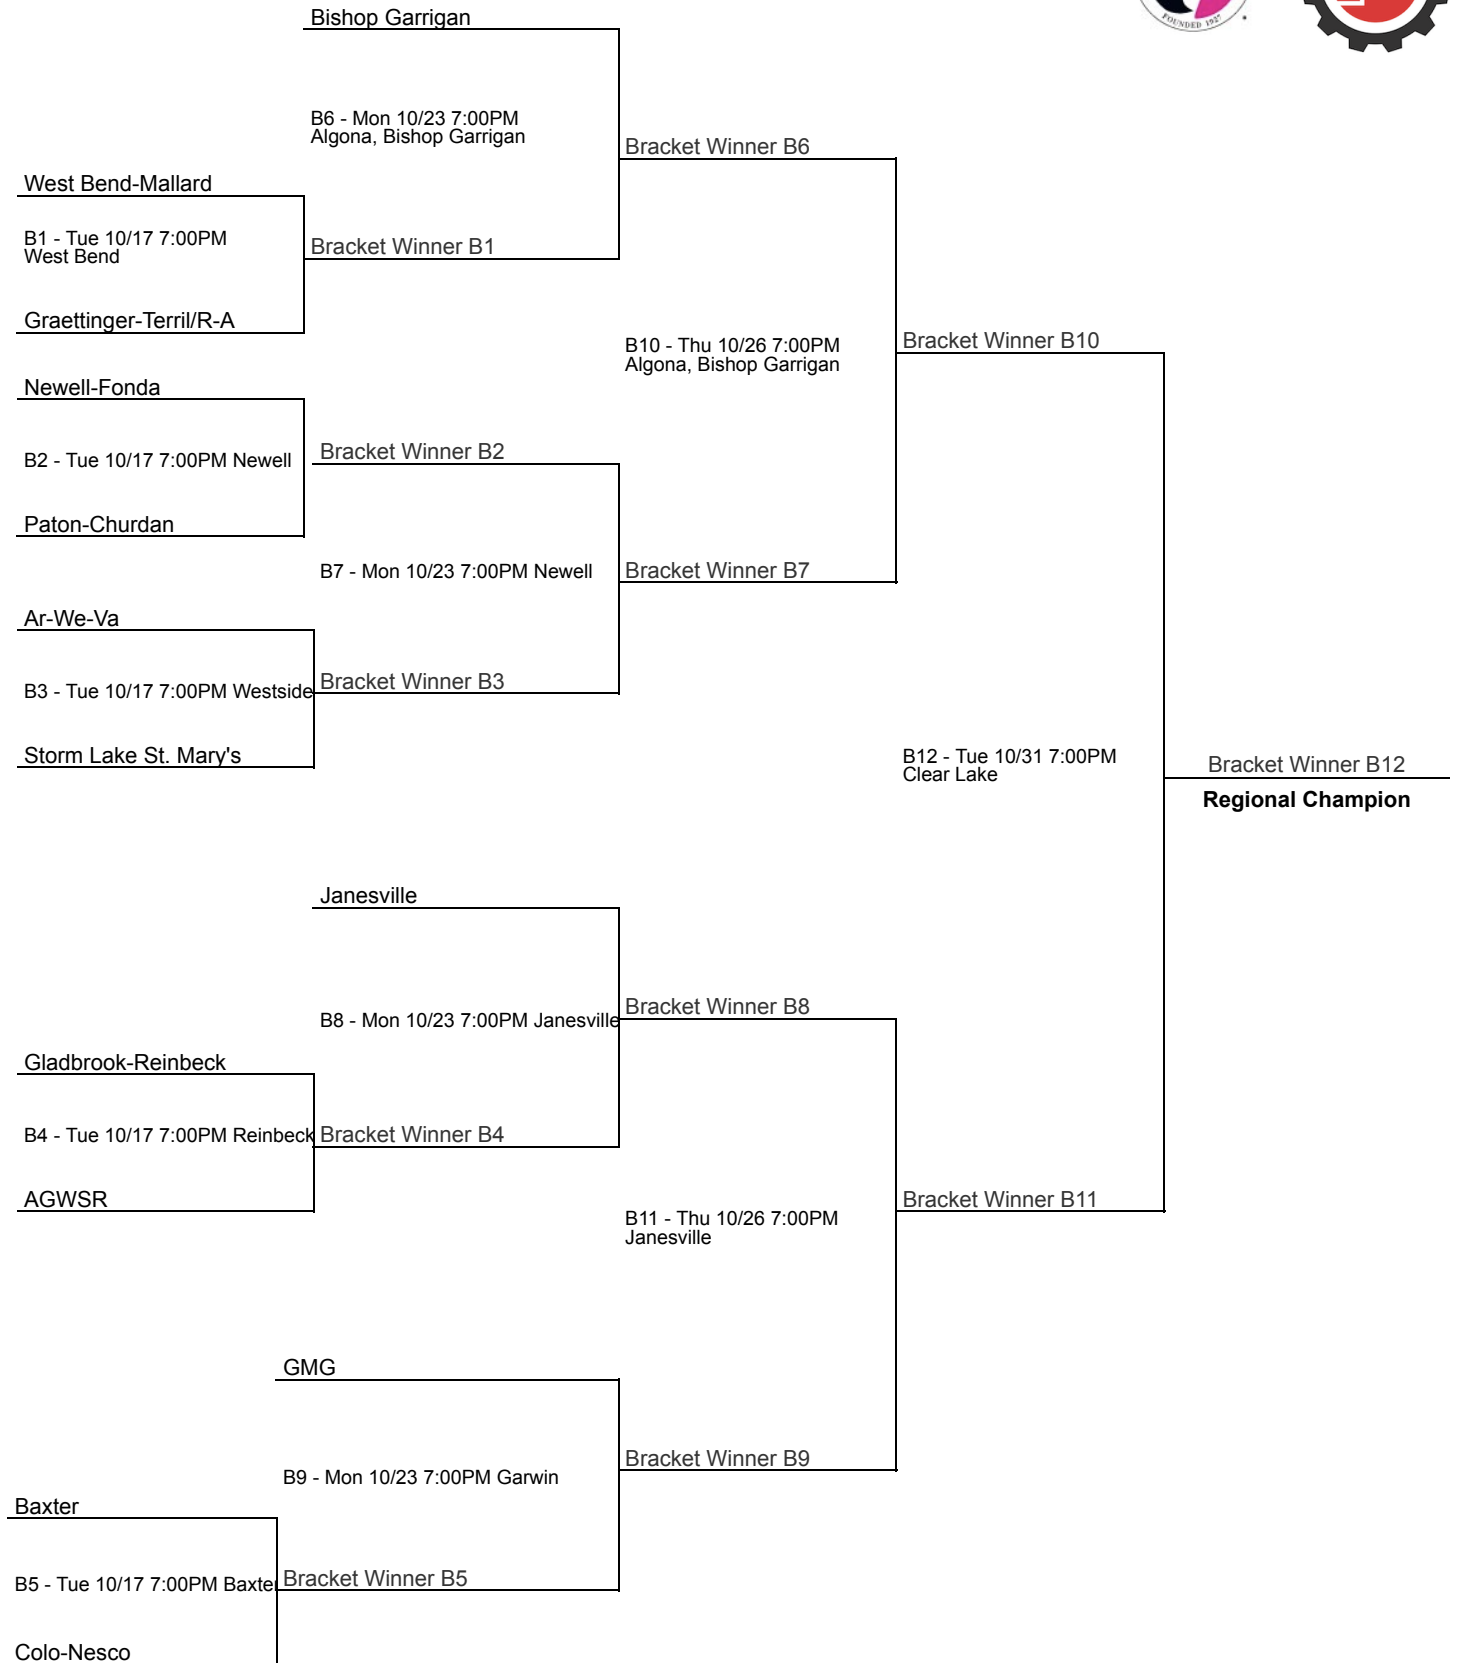 Bishop Garrigan
FOUNDED 1927
B6 - Mon 10/23 7:00PM
Algona, Bishop Garrigan
Bracket Winner B6
West Bend-Mallard
B1 - Tue 10/17 7:00PM
West Bend
Bracket Winner B1
Graettinger-Terril/R-A
B10 - Thu 10/26 7:00PM
Algona, Bishop Garrigan
Bracket Winner B10
Newell-Fonda
B2 - Tue 10/17 7:00PM Newell
Bracket Winner B2
Paton-Churdan
B7 - Mon 10/23 7:00PM Newell
Bracket Winner B7
Ar-We-Va
B3 - Tue 10/17 7:00PM Westside
Bracket Winner B3
Storm Lake St. Mary's
B12 - Tue 10/31 7:00PM
Clear Lake
Bracket Winner B12
Regional Champion
Janesville
B8 - Mon 10/23 7:00PM Janesville
Bracket Winner B8
Gladbrook-Reinbeck
B4 - Tue 10/17 7:00PM Reinbeck
Bracket Winner B4
AGWSR
B11 - Thu 10/26 7:00PM
Janesville
Bracket Winner B11
GMG
B9 - Mon 10/23 7:00PM Garwin
Bracket Winner B9
Baxter
B5 - Tue 10/17 7:00PM Baxter
Bracket Winner B5
Colo-Nesco